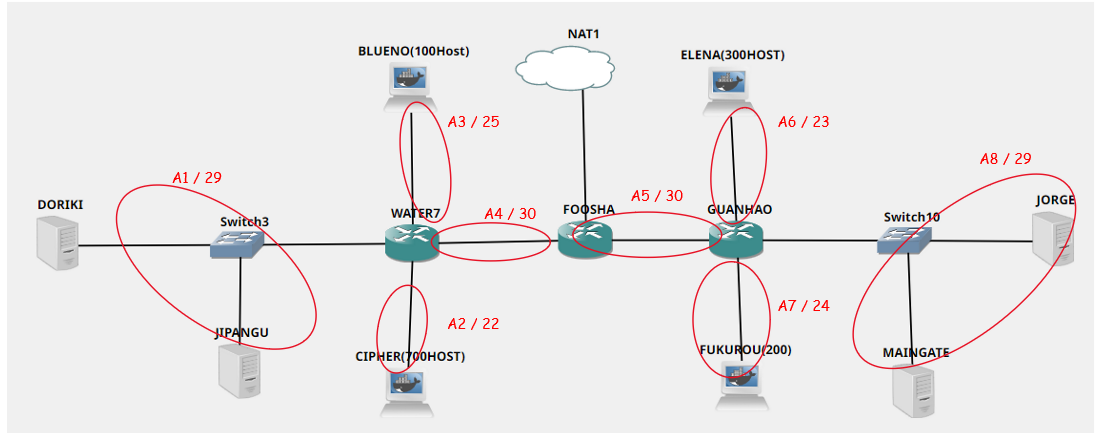 NAT1
BLUENO(100Host)
ELENA(300HOST)
A3 / 25
A6 / 23
A8 / 29
A1 / 29
DORIKI
Switch3
WATER7
A4 / 30
FOOSHA
A5 / 30
GUANHAO
Switch10
JORGE
JIPANGU
A2 / 22
A7 / 24
CIPHER(700HOST)
FUKUROU(200)
MAINGATE